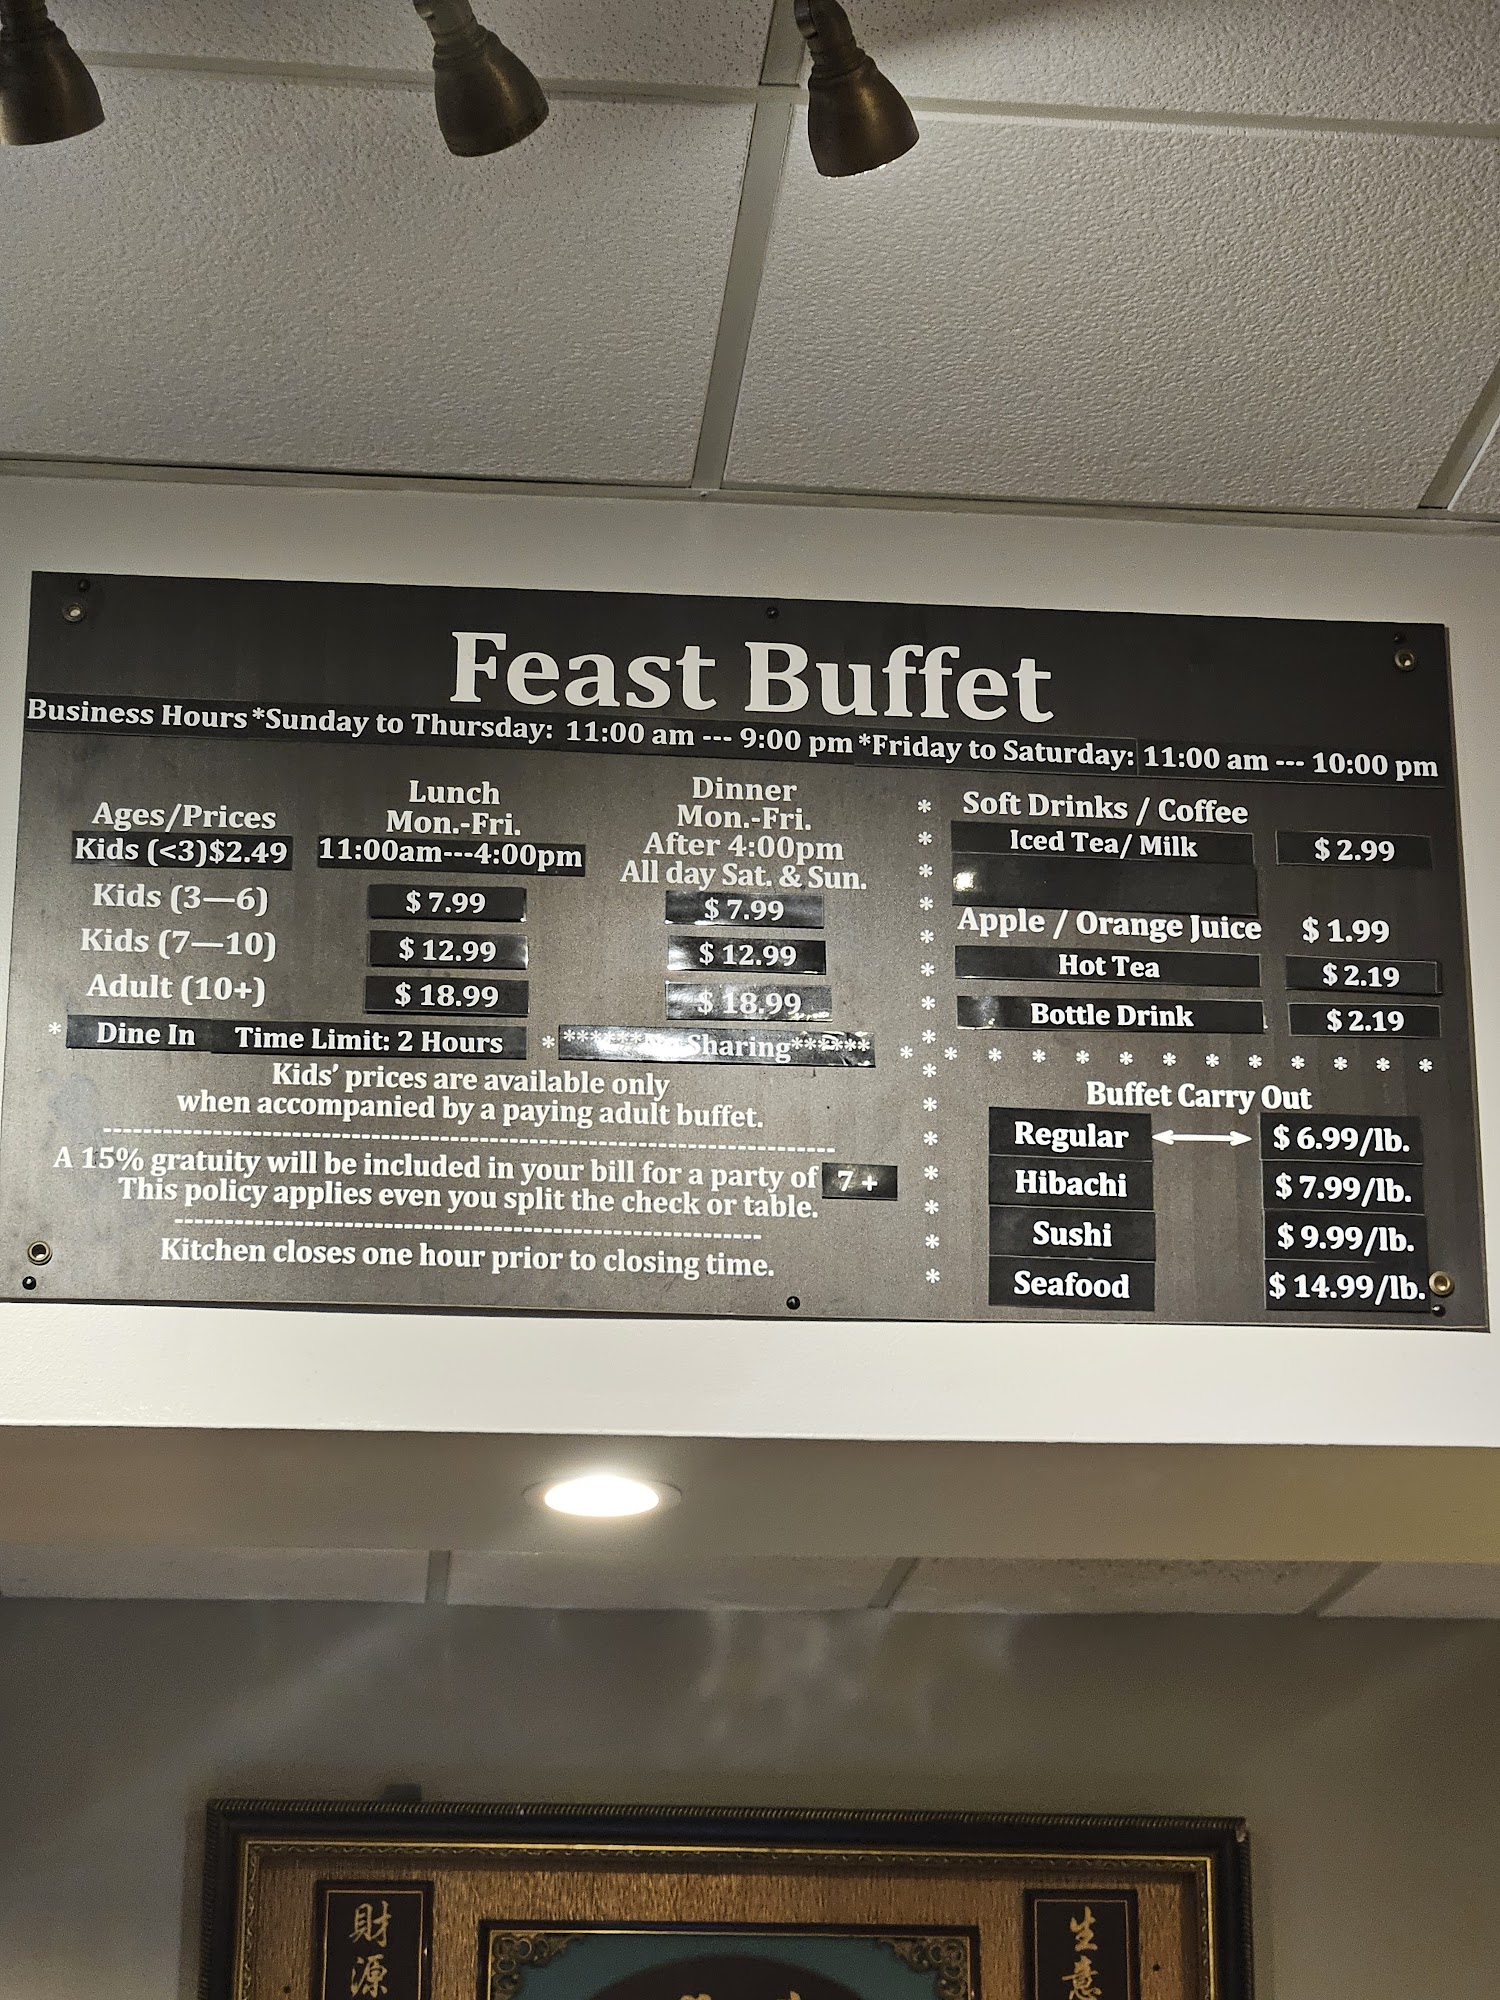 Feast Buffet
Business Hours*Sunday to Thursday: 11:00 am --- 9:00 pm*Friday to Saturday: 11:00 am --- 10:00 pm
Ages/Prices
Kids (<3)$2.49
Lunch
Mon.-Fri.
11:00am---4:00pm
Dinner
Mon.-Fri.
After 4:00pm
All day Sat. & Sun.
Kids (3—6) $ 7.99 $ 7.99
Kids (7—10) $ 12.99 $ 12.99
Adult (10+) $ 18.99 $ 18.99
* Dine In Time Limit: 2 Hours * Sharing******
Kids' prices are available only
when accompanied by a paying adult buffet.
A 15% gratuity will be included in your bill for a party of 7 +
This policy applies even you split the check or table.
Kitchen closes one hour prior to closing time.
Soft Drinks / Coffee
Iced Tea/ Milk $ 2.99
Apple / Orange Juice $ 1.99
Hot Tea $ 2.19
Bottle Drink $ 2.19
Buffet Carry Out
Regular $ 6.99/lb.
Hibachi $ 7.99/lb.
Sushi $ 9.99/lb.
Seafood $ 14.99/lb.
財源
生意